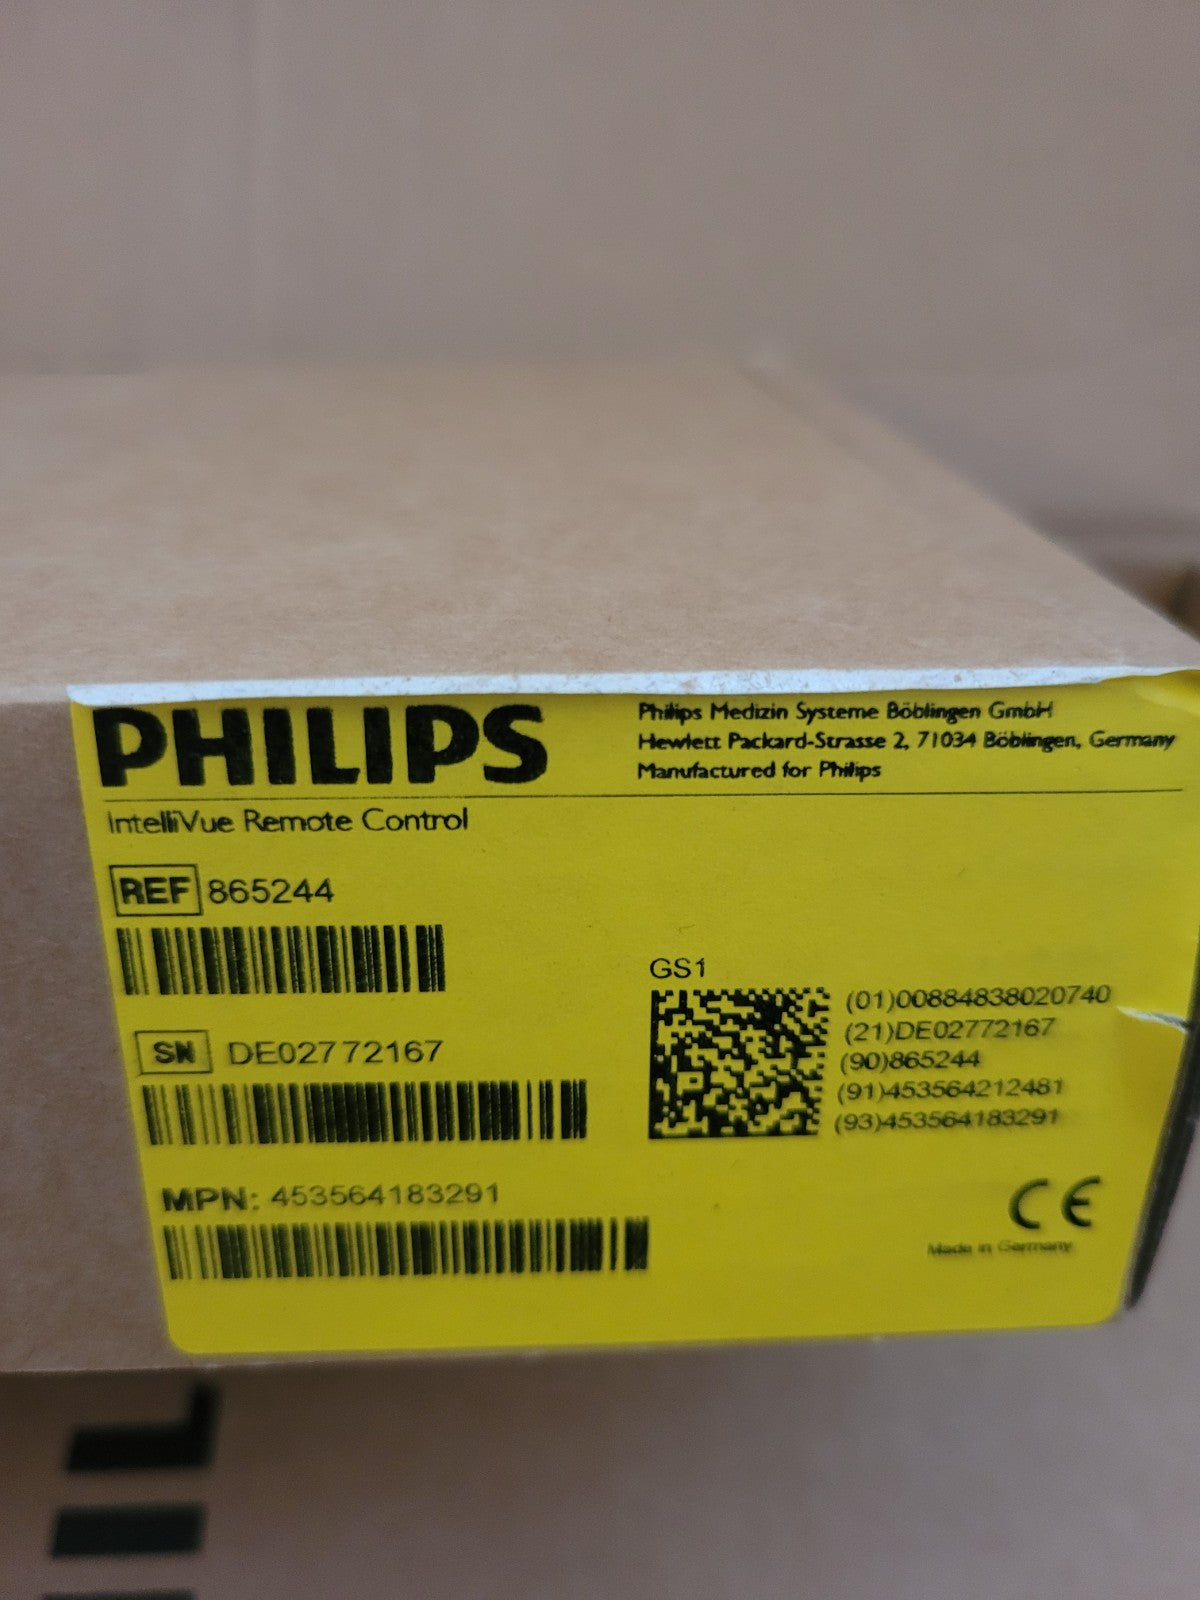 PHILIPS
Philips Medizin Systeme Böblingen GmbH
Hewlett Packard-Strasse 2, 71034 Böblingen, Germany
Manufactured for Philips
IntelliVue Remote Control
REF 865244
SN DE02772167
MPN: 453564183291
GS1
(01)00884838020740
(21)DE02772167
(90)865244
(91)453564212481
(93)453564183291
CE
Made in Germany